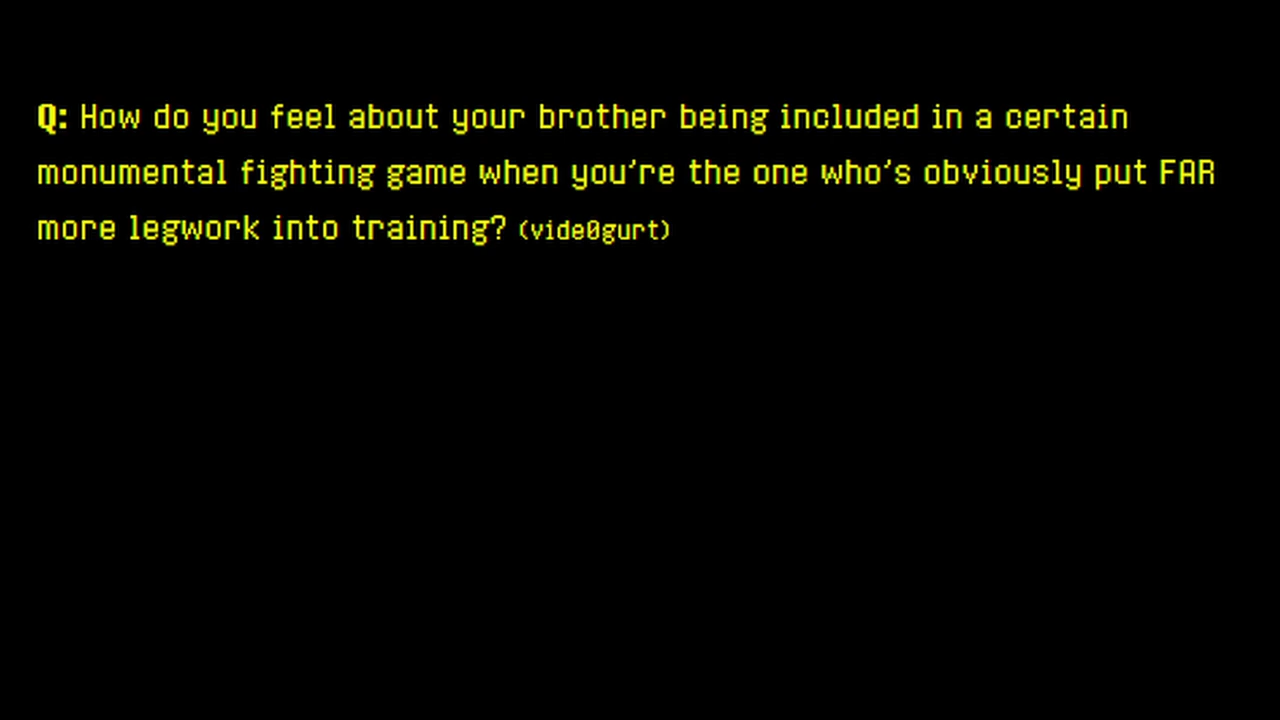 Q: How do you feel about your brother being included in a certain
monumental fighting game when you're the one who's obviously put FAR
more legwork into training? (vide0gurt)